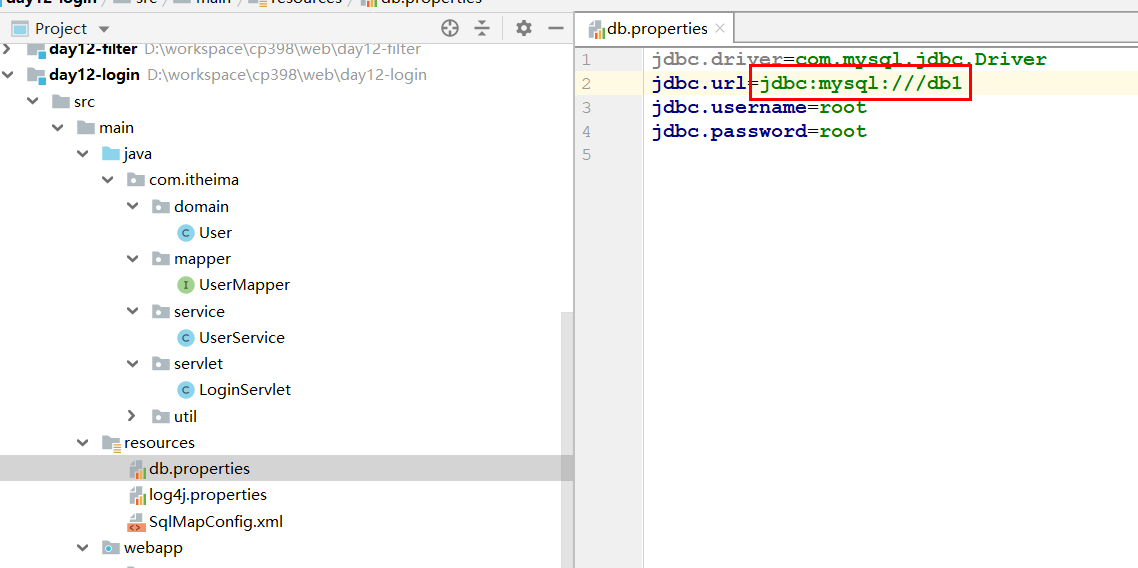 day12-login src main resources db.properties
Project
day12-filter D:\workspace\cp398\web\day12-filter
day12-login D:\workspace\cp398\web\day12-login
src
main
java
com.itheima
domain
User
mapper
UserMapper
service
UserService
servlet
LoginServlet
util
resources
db.properties
log4j.properties
SqlMapConfig.xml
webapp
db.properties
1 jdbc.driver=com.mysql.jdbc.Driver
2 jdbc.url=jdbc:mysql:///db1
3 jdbc.username=root
4 jdbc.password=root
5